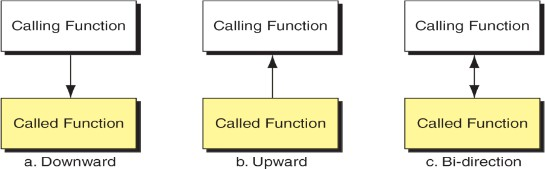 Calling Function
Calling Function
Calling Function
Called Function
Called Function
Called Function
a. Downward
b. Upward
c. Bi-direction